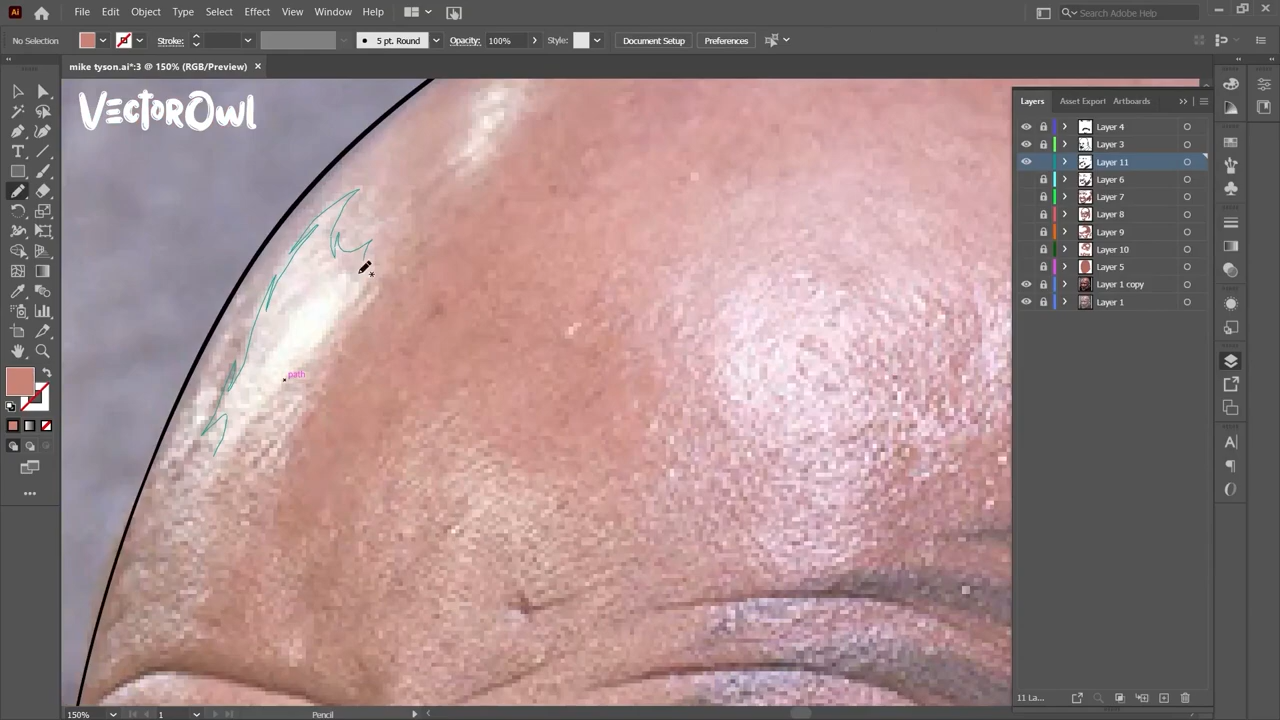 Ai File Edit Object Type Select Effect View Window Help Search Adobe Help
No Selection Stroke: 5 pt. Round Opacity: 100% Style: Document Setup Preferences
mike tyson.ai*:3 @ 150% (RGB/Preview)
VectorOwl
path
Layers Asset Export Artboards
Layer 4
Layer 3
Layer 11
Layer 6
Layer 7
Layer 8
Layer 9
Layer 10
Layer 5
Layer 1 copy
Layer 1
11 La...
150% 1 Pencil